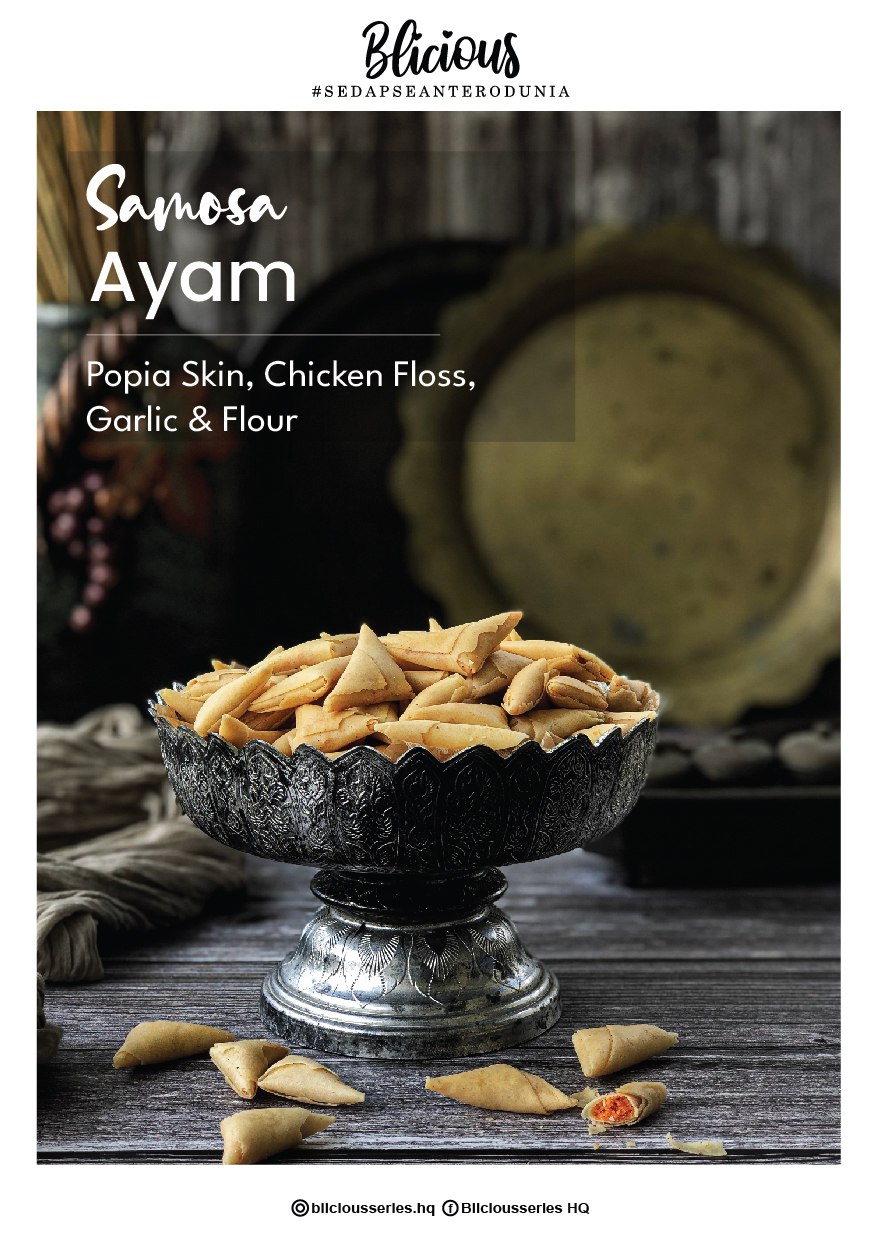 Blicious
#SEDAPSEANTERODUNIA
Samosa
Ayam
Popia Skin, Chicken Floss,
Garlic & Flour
bliciousseries.hq Bliciousseries HQ